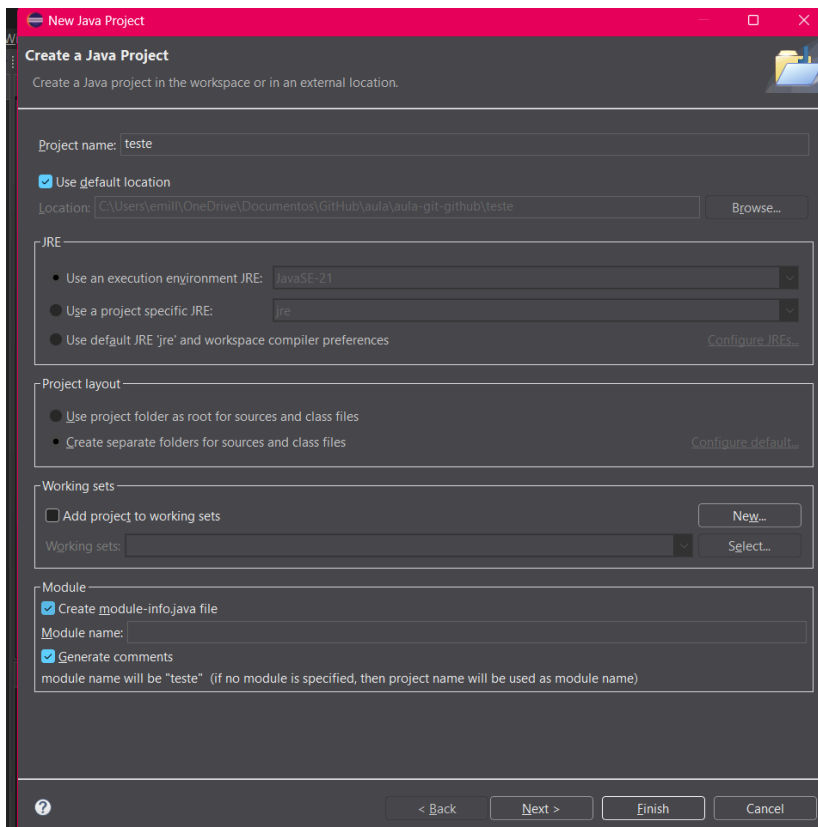 New Java Project
Create a Java Project
Create a Java project in the workspace or in an external location.
Project name: teste
Use default location
Location: C:\Users\emill\OneDrive\Documentos\GitHub\aula\aula-git-github\teste Browse...
JRE
Use an execution environment JRE: JavaSE-21
Use a project specific JRE: jre
Use default JRE 'jre' and workspace compiler preferences Configure JREs...
Project layout
Use project folder as root for sources and class files
Create separate folders for sources and class files Configure default...
Working sets
Add project to working sets New...
Working sets: Select...
Module
Create module-info.java file
Module name:
Generate comments
module name will be "teste" (if no module is specified, then project name will be used as module name)
? < Back Next > Finish Cancel